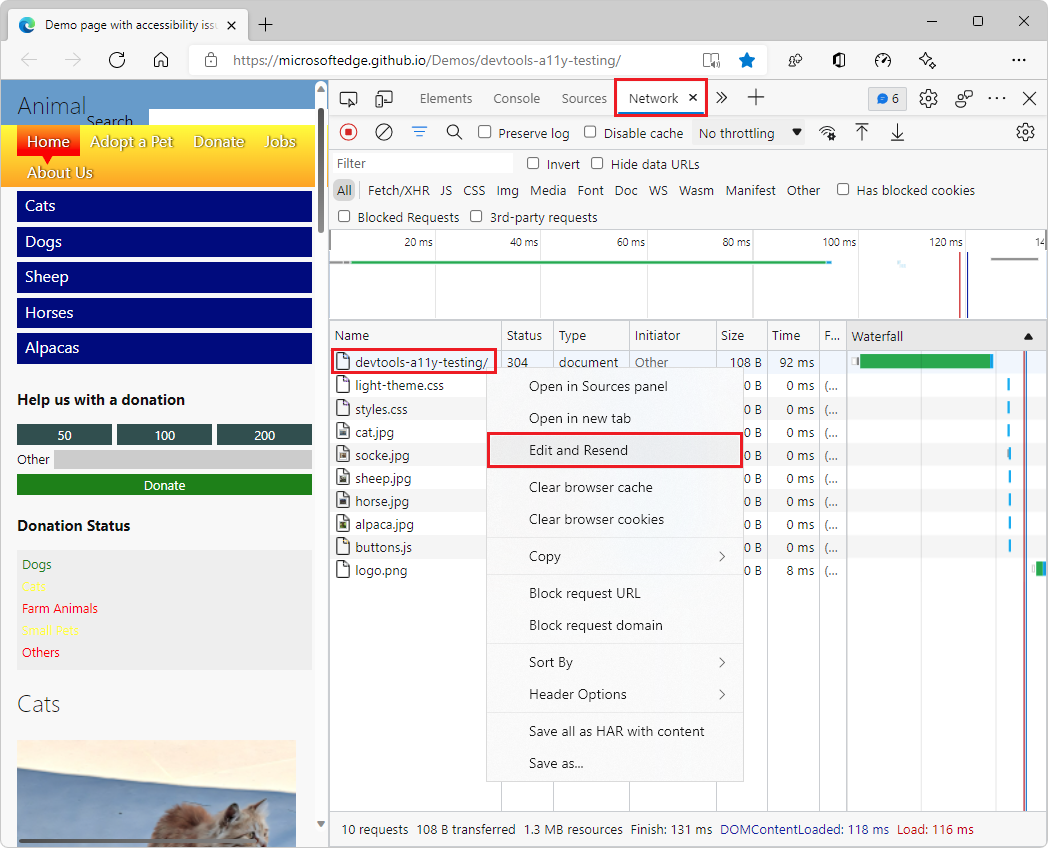 Demo page with accessibility iss
https://microsoftedge.github.io/Demos/devtools-a11y-testing/
Animal
Search
Home Adopt a Pet Donate Jobs
About Us
Cats
Dogs
Sheep
Horses
Alpacas
Help us with a donation
50 100 200
Other
Donate
Donation Status
Dogs
Cats
Farm Animals
Small Pets
Others
Cats
Elements Console Sources Network 6
Preserve log Disable cache No throttling
Filter Invert Hide data URLs
All Fetch/XHR JS CSS Img Media Font Doc WS Wasm Manifest Other Has blocked cookies
Blocked Requests 3rd-party requests
20 ms 40 ms 60 ms 80 ms 100 ms 120 ms 14
Name Status Type Initiator Size Time F... Waterfall
devtools-a11y-testing/ 304 document Other 108 B 92 ms
light-theme.css 0 B 0 ms (...
styles.css 0 B 0 ms (...
cat.jpg 0 B 0 ms (...
socke.jpg 0 B 0 ms (...
sheep.jpg 0 B 0 ms (...
horse.jpg 0 B 0 ms (...
alpaca.jpg 0 B 0 ms (...
buttons.js 0 B 0 ms (...
logo.png 0 B 8 ms (...
Open in Sources panel
Open in new tab
Edit and Resend
Clear browser cache
Clear browser cookies
Copy
Block request URL
Block request domain
Sort By
Header Options
Save all as HAR with content
Save as...
10 requests 108 B transferred 1.3 MB resources Finish: 131 ms DOMContentLoaded: 118 ms Load: 116 ms